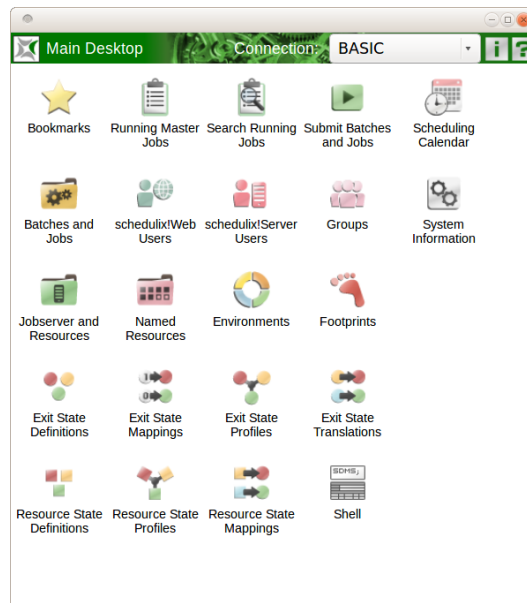 Main Desktop Connection: BASIC
Bookmarks
Running Master
Jobs
Search Running
Jobs
Submit Batches
and Jobs
Scheduling
Calendar
Batches and
Jobs
schedulix!Web
Users
schedulix!Server
Users
Groups
System
Information
Jobserver and
Resources
Named
Resources
Environments
Footprints
Exit State
Definitions
Exit State
Mappings
Exit State
Profiles
Exit State
Translations
Resource State
Definitions
Resource State
Profiles
Resource State
Mappings
SDMS;
Shell